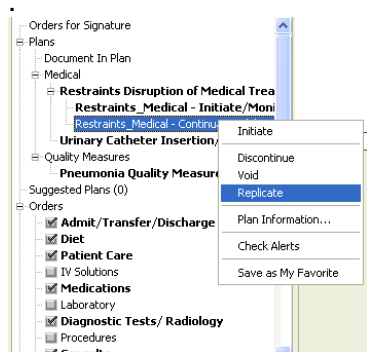 Orders for Signature
Plans
Document In Plan
Medical
Restraints Disruption of Medical Trea
Restraints_Medical - Initiate/Moni
Restraints_Medical - Continua
Urinary Catheter Insertion/
Quality Measures
Pneumonia Quality Measur
Suggested Plans (0)
Orders
Admit/Transfer/Discharge
Diet
Patient Care
IV Solutions
Medications
Laboratory
Diagnostic Tests/ Radiology
Procedures
Initiate
Discontinue
Void
Replicate
Plan Information...
Check Alerts
Save as My Favorite